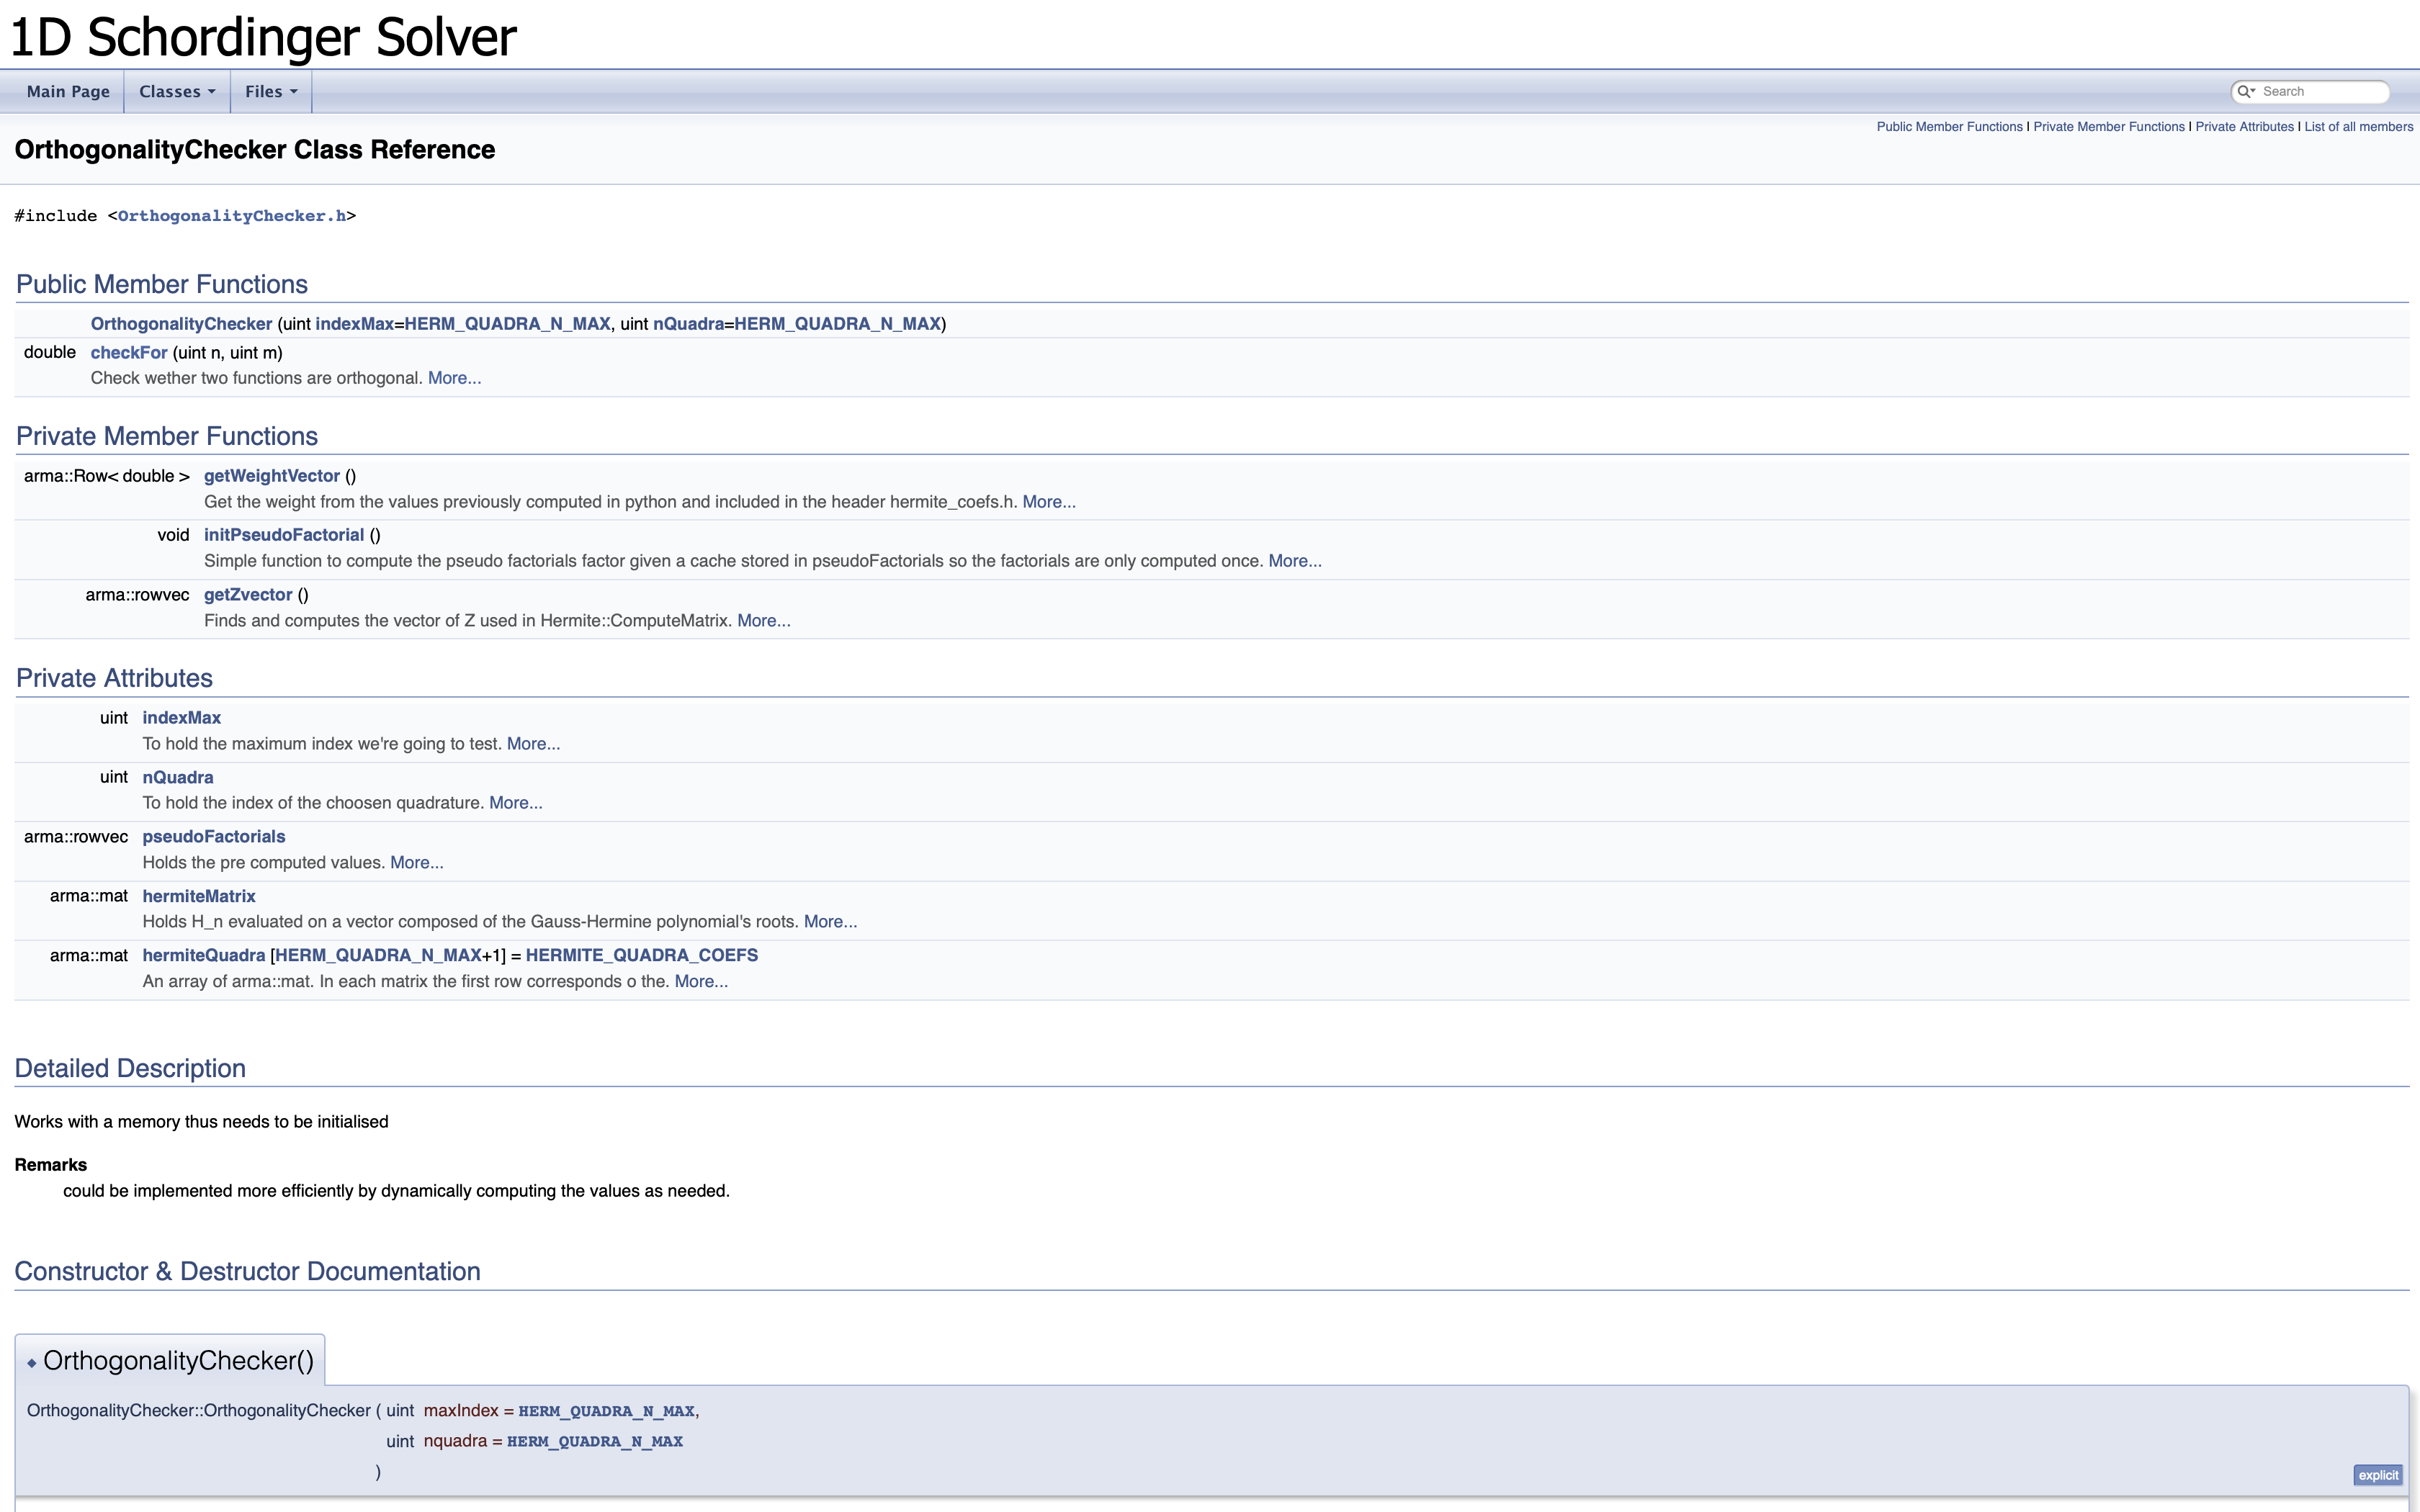 1D Schordinger Solver
Main Page Classes Files Search
Public Member Functions | Private Member Functions | Private Attributes | List of all members
OrthogonalityChecker Class Reference
#include <OrthogonalityChecker.h>
Public Member Functions
OrthogonalityChecker (uint indexMax=HERM_QUADRA_N_MAX, uint nQuadra=HERM_QUADRA_N_MAX)
double checkFor (uint n, uint m)
Check wether two functions are orthogonal. More...
Private Member Functions
arma::Row< double > getWeightVector ()
Get the weight from the values previously computed in python and included in the header hermite_coefs.h. More...
void initPseudoFactorial ()
Simple function to compute the pseudo factorials factor given a cache stored in pseudoFactorials so the factorials are only computed once. More...
arma::rowvec getZvector ()
Finds and computes the vector of Z used in Hermite::ComputeMatrix. More...
Private Attributes
uint indexMax
To hold the maximum index we're going to test. More...
uint nQuadra
To hold the index of the choosen quadrature. More...
arma::rowvec pseudoFactorials
Holds the pre computed values. More...
arma::mat hermiteMatrix
Holds H_n evaluated on a vector composed of the Gauss-Hermine polynomial's roots. More...
arma::mat hermiteQuadra [HERM_QUADRA_N_MAX+1] = HERMITE_QUADRA_COEFS
An array of arma::mat. In each matrix the first row corresponds o the. More...
Detailed Description
Works with a memory thus needs to be initialised
Remarks
could be implemented more efficiently by dynamically computing the values as needed.
Constructor & Destructor Documentation
◆ OrthogonalityChecker()
OrthogonalityChecker::OrthogonalityChecker ( uint maxIndex = HERM_QUADRA_N_MAX,
uint nquadra = HERM_QUADRA_N_MAX
)
explicit